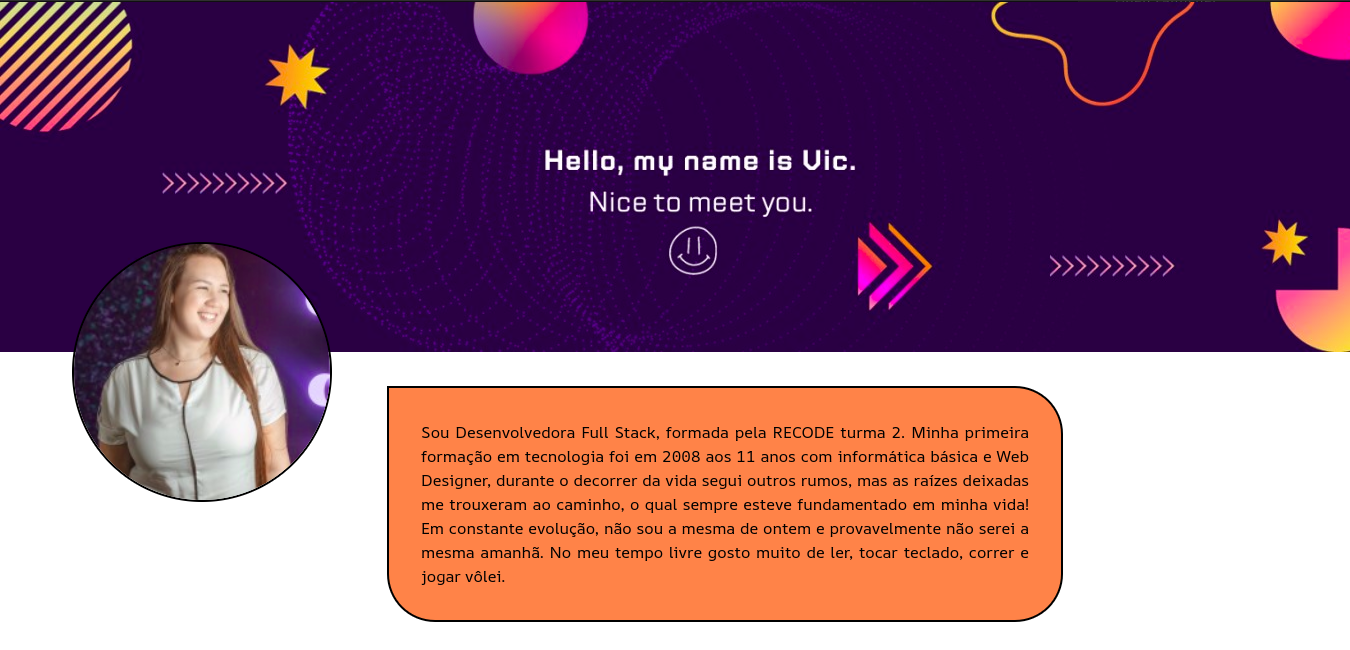 Hello, my name is Vic.
Nice to meet you.
Sou Desenvolvedora Full Stack, formada pela RECODE turma 2. Minha primeira
formação em tecnologia foi em 2008 aos 11 anos com informática básica e Web
Designer, durante o decorrer da vida segui outros rumos, mas as raízes deixadas
me trouxeram ao caminho, o qual sempre esteve fundamentado em minha vida!
Em constante evolução, não sou a mesma de ontem e provavelmente não serei a
mesma amanhã. No meu tempo livre gosto muito de ler, tocar teclado, correr e
jogar vôlei.